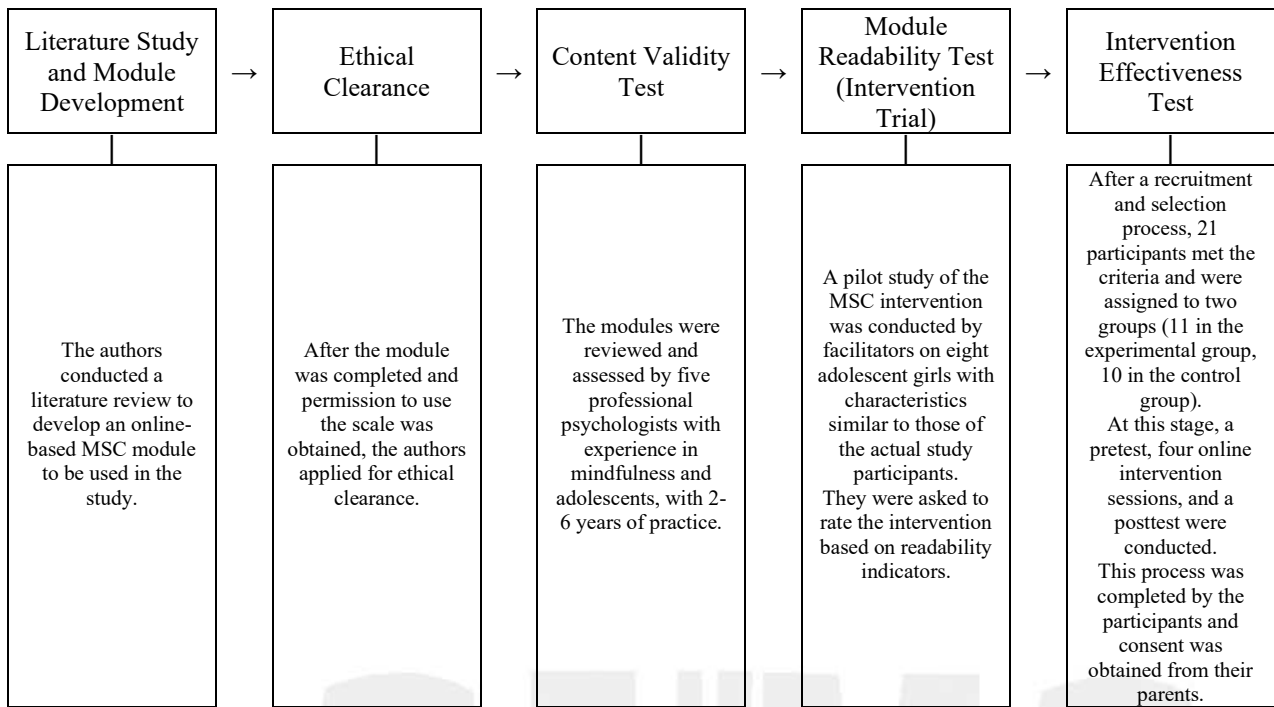 Literature Study
and Module
Development
→
Ethical
Clearance
→
Content Validity
Test
→
Module
Readability Test
(Intervention
Trial)
→
Intervention
Effectiveness
Test
The authors
conducted a
literature review to
develop an online-
based MSC module
to be used in the
study.
After the module
was completed and
permission to use
the scale was
obtained, the authors
applied for ethical
clearance.
The modules were
reviewed and
assessed by five
professional
psychologists with
experience in
mindfulness and
adolescents, with 2-
6 years of practice.
A pilot study of the
MSC intervention
was conducted by
facilitators on eight
adolescent girls with
characteristics
similar to those of
the actual study
participants.
They were asked to
rate the intervention
based on readability
indicators.
After a recruitment
and selection
process, 21
participants met the
criteria and were
assigned to two
groups (11 in the
experimental group,
10 in the control
group).
At this stage, a
pretest, four online
intervention
sessions, and a
posttest were
conducted.
This process was
completed by the
participants and
consent was
obtained from their
parents.